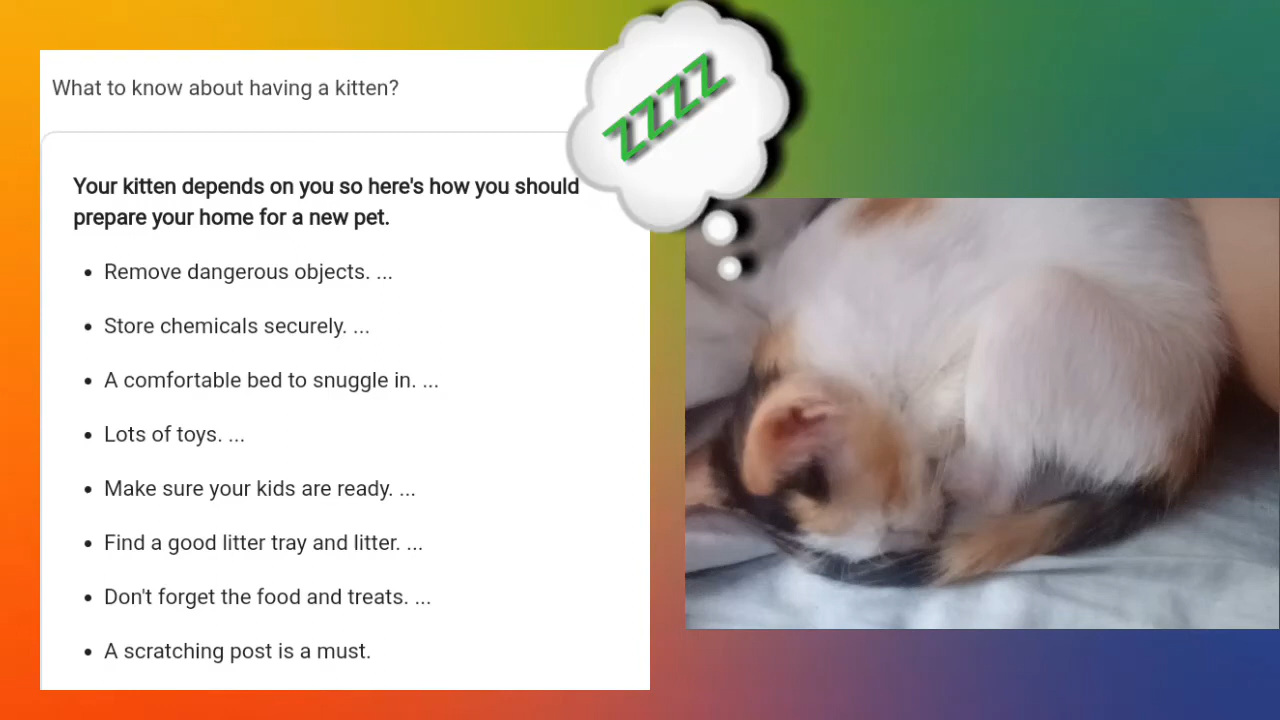 What to know about having a kitten?
Your kitten depends on you so here's how you should
prepare your home for a new pet.
• Remove dangerous objects. ...
• Store chemicals securely. ...
• A comfortable bed to snuggle in. ...
• Lots of toys. ...
• Make sure your kids are ready. ...
• Find a good litter tray and litter. ...
• Don't forget the food and treats. ...
• A scratching post is a must.
ZZZZ